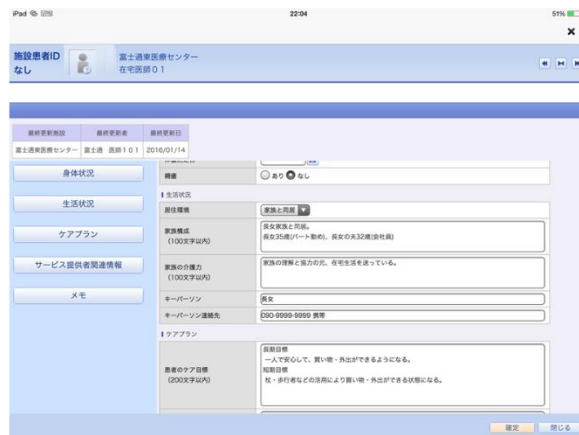 iPad
22:04
51%
施設患者ID
なし
富士通東医療センター
在宅医師01
最終更新施設 最終更新者 最終更新日
富士通東医療センター 富士通 医師101 2016/01/14
身体状況
生活状況
ケアプラン
サービス提供者関連情報
メモ
褥瘡 あり なし
生活状況
居住環境 家族と同居
家族構成
(100文字以内)
長女家族と同居。
長女35歳(パート勤め)、長女の夫32歳(会社員)
家族の介護力
(100文字以内)
家族の理解と協力の元、在宅生活を送っている。
キーパーソン 長女
キーパーソン連絡先 090-9999-9999 携帯
ケアプラン
患者のケア目標
(200文字以内)
長期目標
一人で安心して、買い物・外出ができるようになる。
短期目標
杖・歩行者などの活用により買い物・外出ができる状態になる。
確定 閉じる